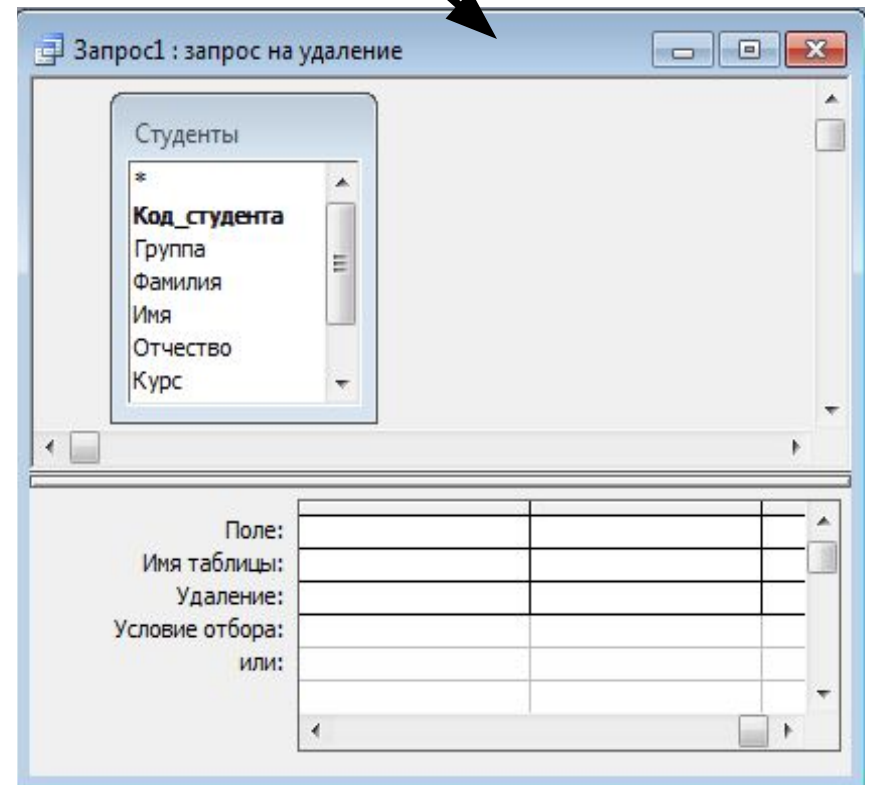 Запрос1 : запрос на удаление
Студенты
*
Код_студента
Группа
Фамилия
Имя
Отчество
Курс
Поле:
Имя таблицы:
Удаление:
Условие отбора:
или: